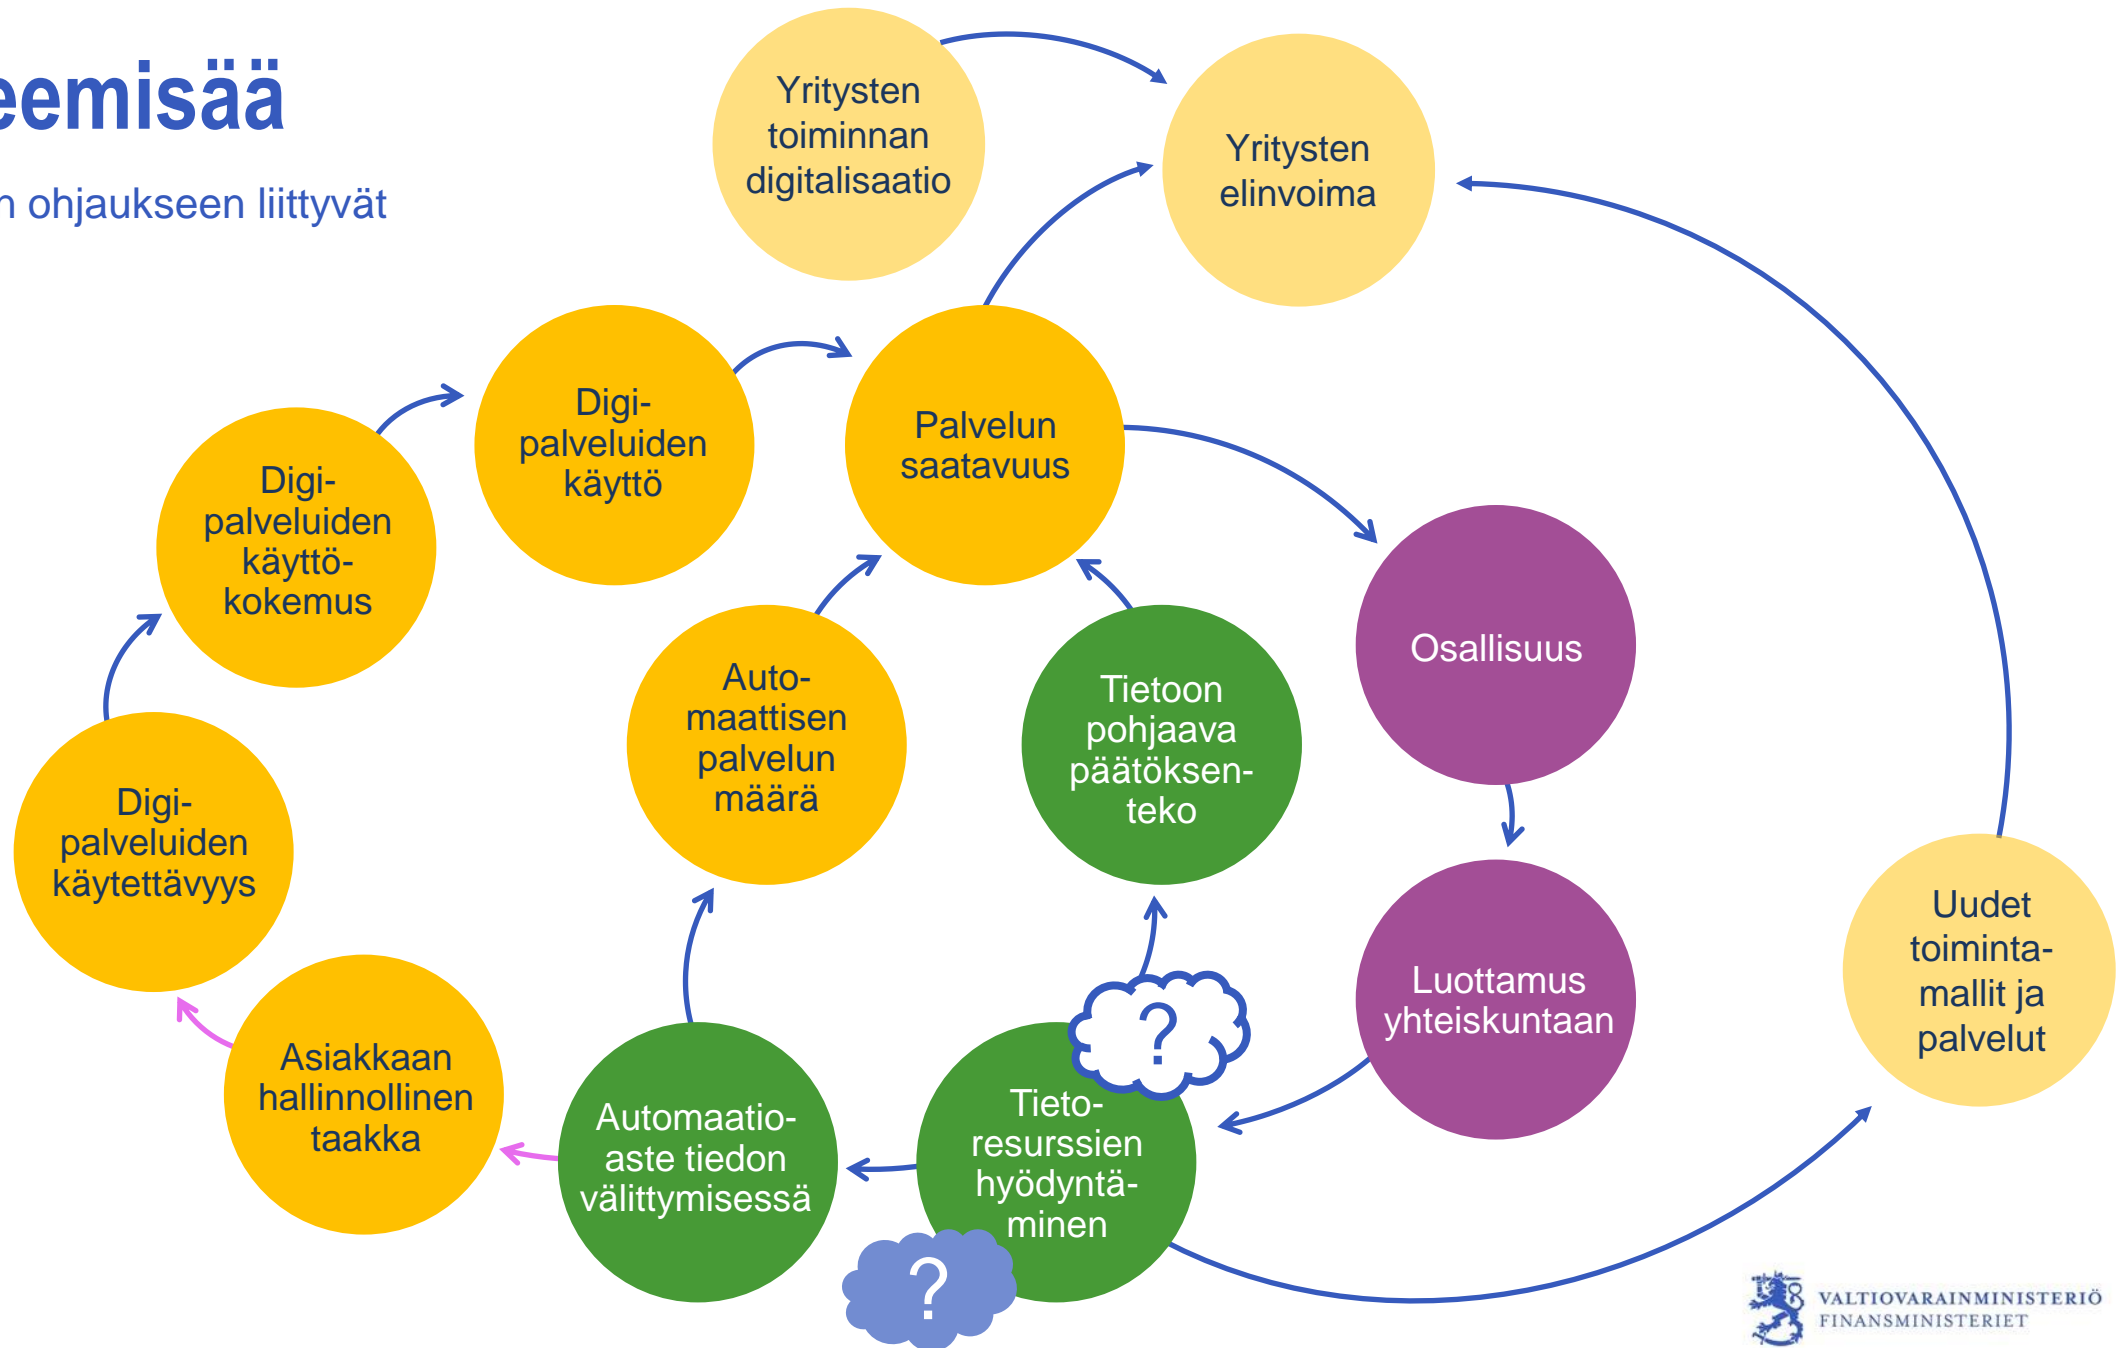 eemisää
n ohjaukseen liittyvät
Yritysten
toiminnan
digitalisaatio
Yritysten
elinvoima
Digi-
palveluiden
käyttö
Palvelun
saatavuus
Digi-
palveluiden
käyttö-
kokemus
Osallisuus
Auto-
maattisen
palvelun
määrä
Tietoon
pohjaava
päätöksen-
teko
Digi-
palveluiden
käytettävyys
Uudet
toiminta-
mallit ja
palvelut
Luottamus
yhteiskuntaan
?
Asiakkaan
hallinnollinen
taakka
Automaatio-
aste tiedon
välittymisessä
Tieto-
resurssien
hyödyntä-
minen
?
VALTIOVARAINMINISTERIÖ
FINANSMINISTERIET